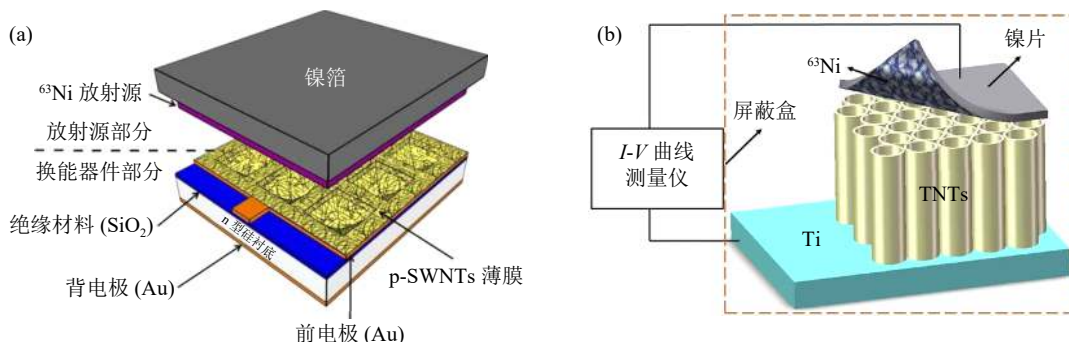 (a)
镍箔
⁶³Ni 放射源
放射源部分
换能器件部分
绝缘材料 (SiO₂)
n 型硅衬底
背电极 (Au)
p-SWNTs 薄膜
前电极 (Au)
(b)
镍片
⁶³Ni
屏蔽盒
I-V 曲线
测量仪
TNTs
Ti